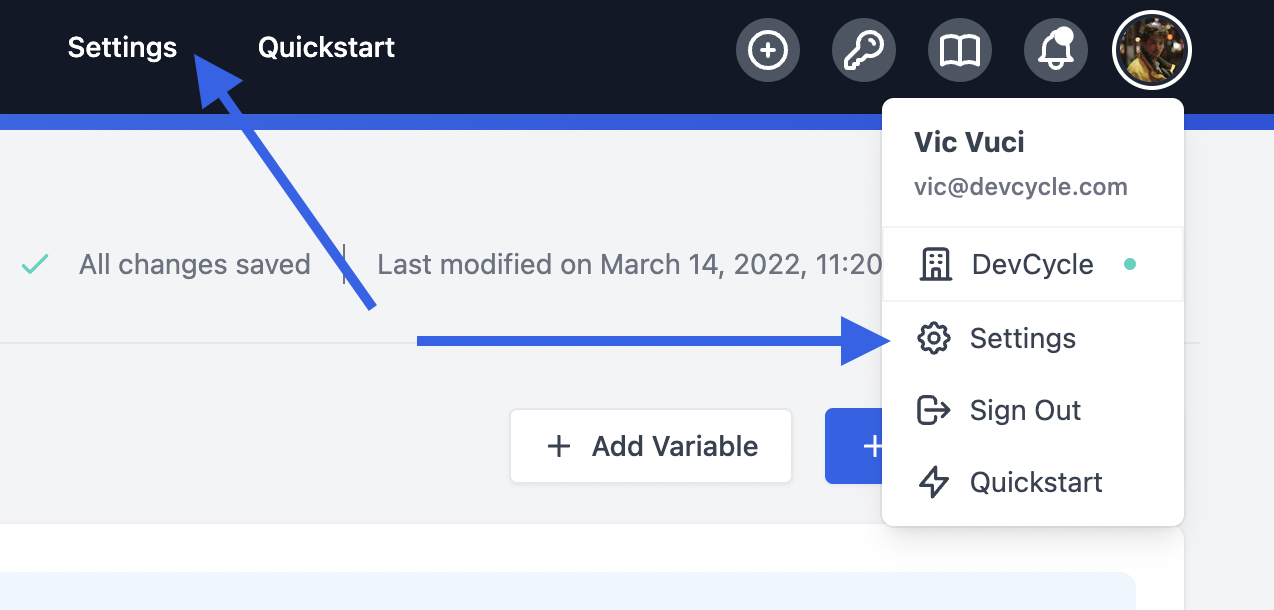 Settings
Quickstart
Vic Vuci
vic@devcycle.com
All changes saved
Last modified on March 14, 2022, 11:20
DevCycle
Settings
Sign Out
Add Variable
Quickstart